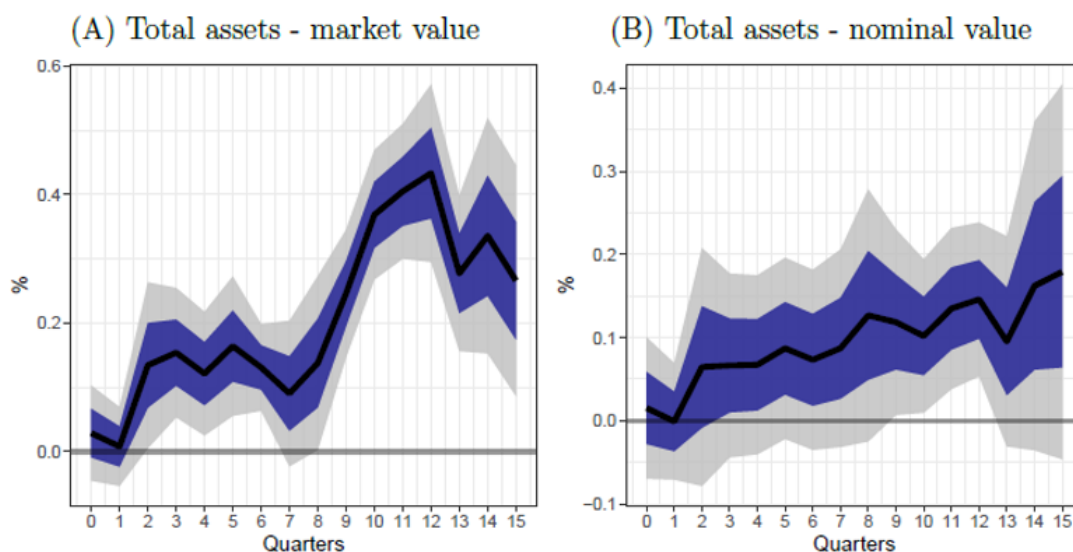 (A) Total assets - market value
0.6
0.4
0.2
0.0
%
0 1 2 3 4 5 6 7 8 9 10 11 12 13 14 15
Quarters
(B) Total assets - nominal value
0.4
0.3
0.2
0.1
0.0
−0.1
%
0 1 2 3 4 5 6 7 8 9 10 11 12 13 14 15
Quarters